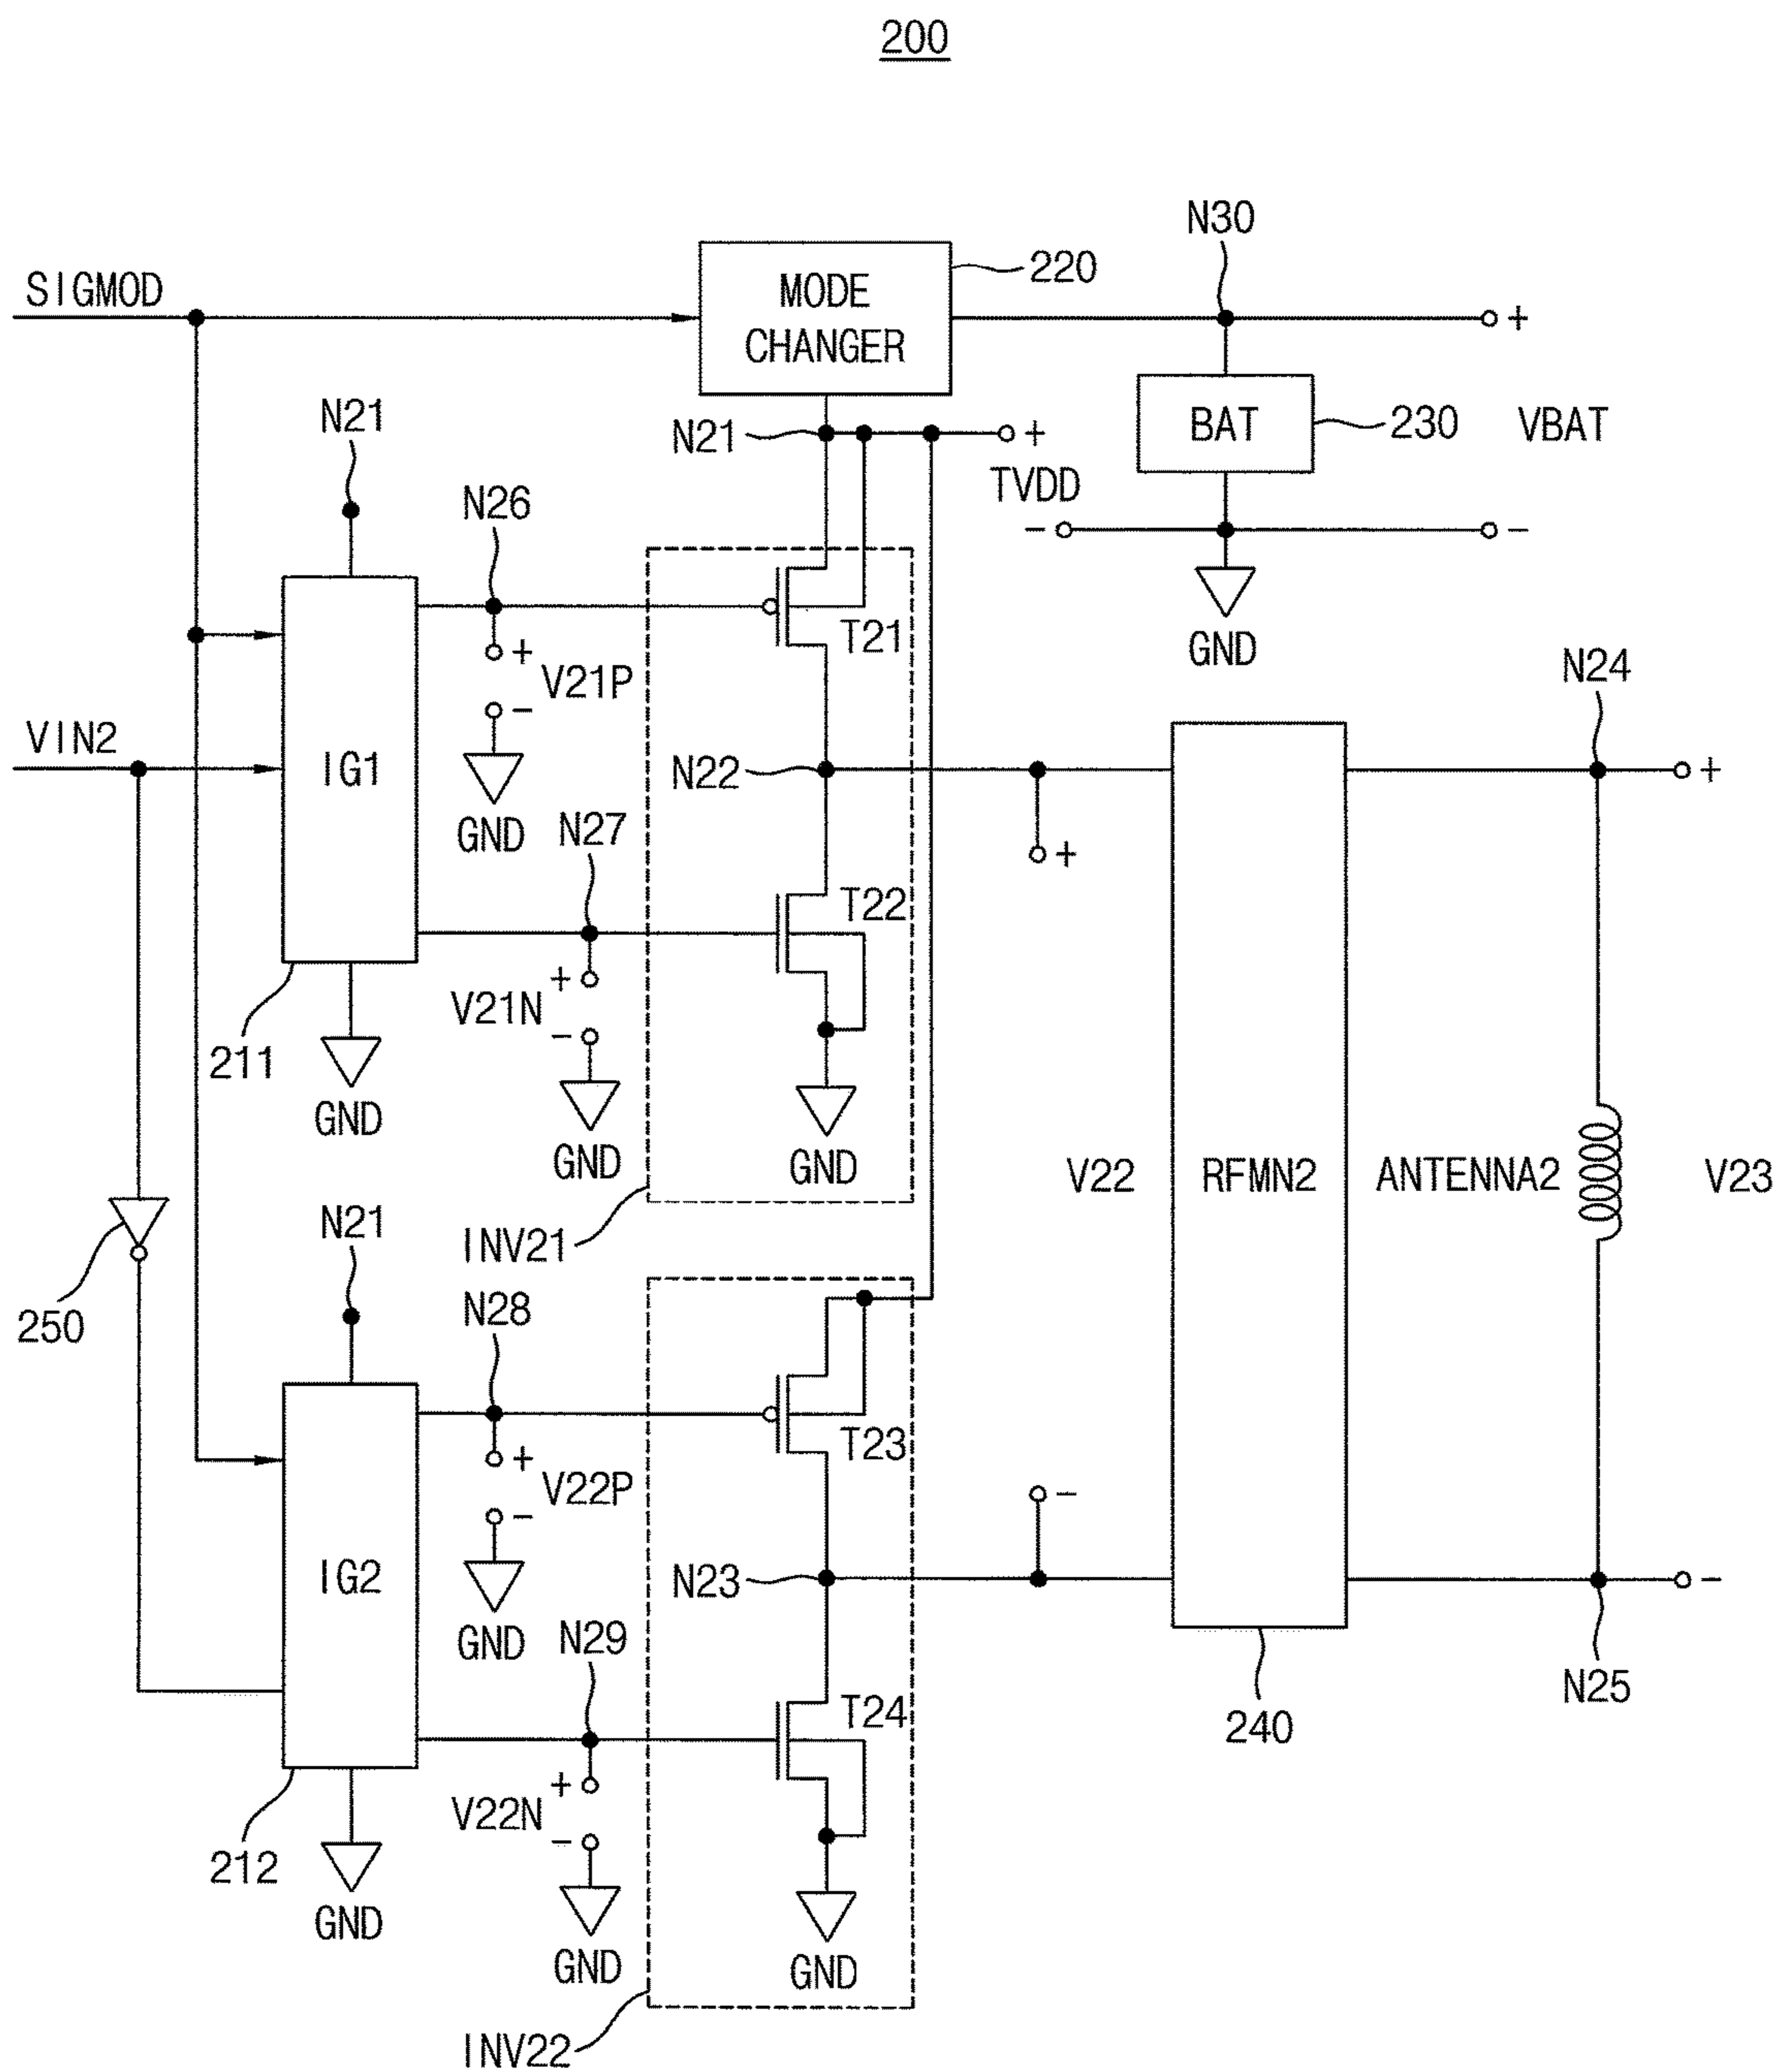 200
N30
SIGMOD
MODE
CHANGER
220
N21
N21
+
BAT
230
VBAT
+
TVDD
-
-
GND
N26
+
V21P
-
GND
T21
N24
VIN2
IG1
N22
+
+
N27
T22
+
V21N
-
GND
211
GND
GND
V22
RFMN2
ANTENNA2
V23
INV21
N21
250
N28
+
V22P
-
GND
T23
-
IG2
N23
-
N29
T24
N25
240
+
V22N
-
GND
212
GND
GND
INV22